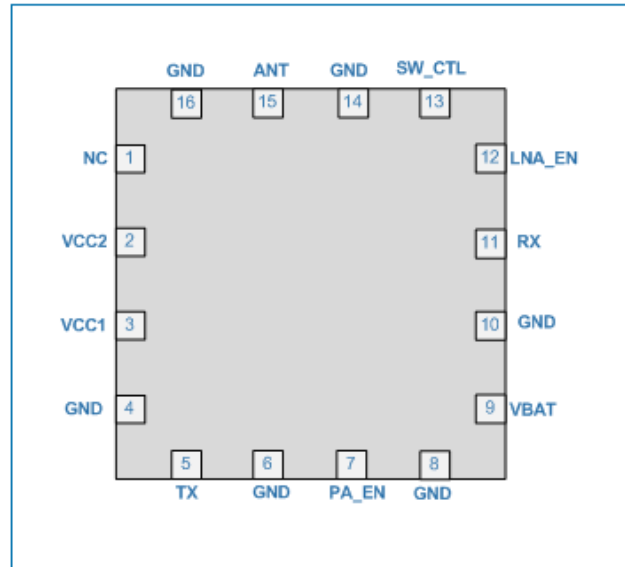 GND ANT GND SW_CTL
16 15 14 13
NC 1 12 LNA_EN
VCC2 2 11 RX
VCC1 3 10 GND
GND 4 9 VBAT
5 6 7 8
TX GND PA_EN GND